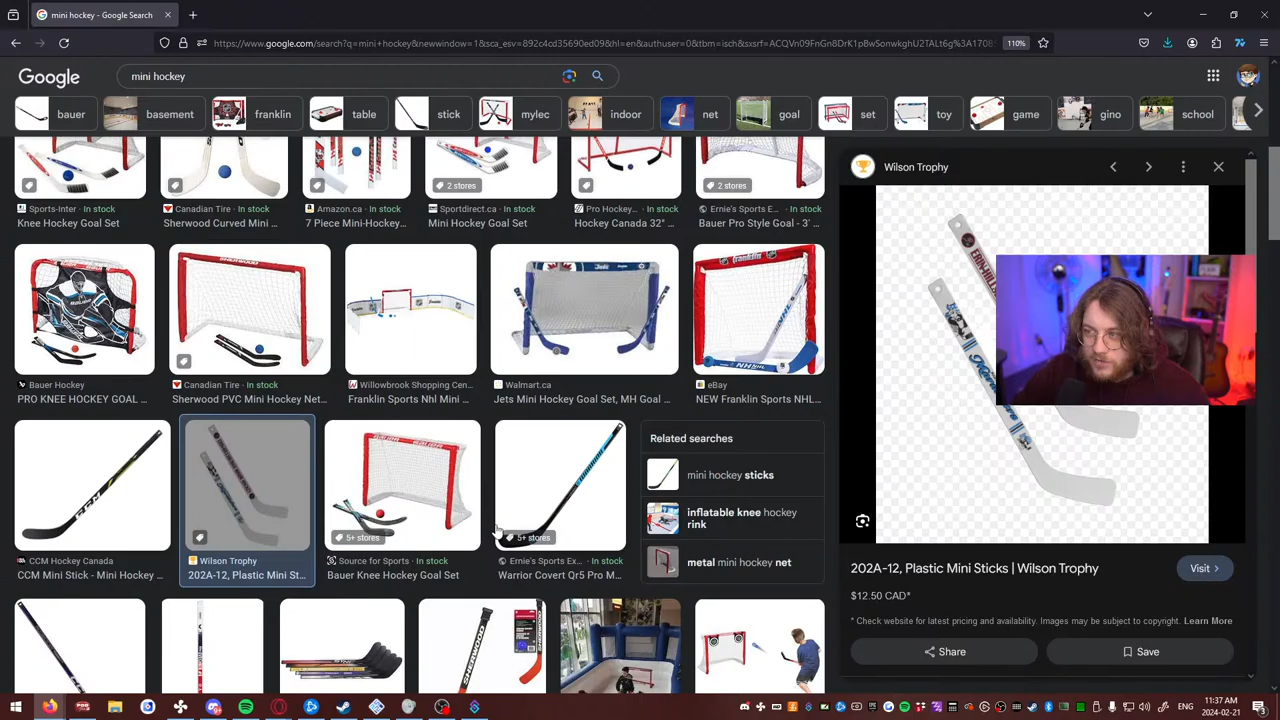 mini hockey - Google Search
https://www.google.com/search?q=mini+hockey&newwindow=1&sca_esv=892c4cd35690ed09&hl=en&authuser=0&tbm=isch&sxsrf=ACQVn09FnGn8DrK1pBwSonwkghU2TALt6g%3A1708
110%
Google
mini hockey
bauer
basement
franklin
table
stick
mylec
indoor
net
goal
set
toy
game
gino
school
2 stores
2 stores
Sports-Inter · In stock
Knee Hockey Goal Set
Canadian Tire · In stock
Sherwood Curved Mini ...
Amazon.ca · In stock
7 Piece Mini-Hockey...
Sportdirect.ca · In stock
Mini Hockey Goal Set
Pro Hockey... · In stock
Hockey Canada 32" ...
Ernie's Sports E... · In stock
Bauer Pro Style Goal - 3' ...
Bauer Hockey
PRO KNEE HOCKEY GOAL ...
Canadian Tire · In stock
Sherwood PVC Mini Hockey Net...
Willowbrook Shopping Cen...
Franklin Sports Nhl Mini ...
Walmart.ca
Jets Mini Hockey Goal Set, MH Goal ...
eBay
NEW Franklin Sports NHL...
5+ stores
5+ stores
CCM Hockey Canada
CCM Mini Stick - Mini Hockey ...
Wilson Trophy
202A-12, Plastic Mini St...
Source for Sports · In stock
Bauer Knee Hockey Goal Set
Ernie's Sports Ex... · In stock
Warrior Covert Qr5 Pro M...
Related searches
mini hockey sticks
inflatable knee hockey
rink
metal mini hockey net
Wilson Trophy
202A-12, Plastic Mini Sticks | Wilson Trophy
Visit
$12.50 CAD*
* Check website for latest pricing and availability. Images may be subject to copyright. Learn More
Share
Save
ENG
11:37 AM
2024-02-21